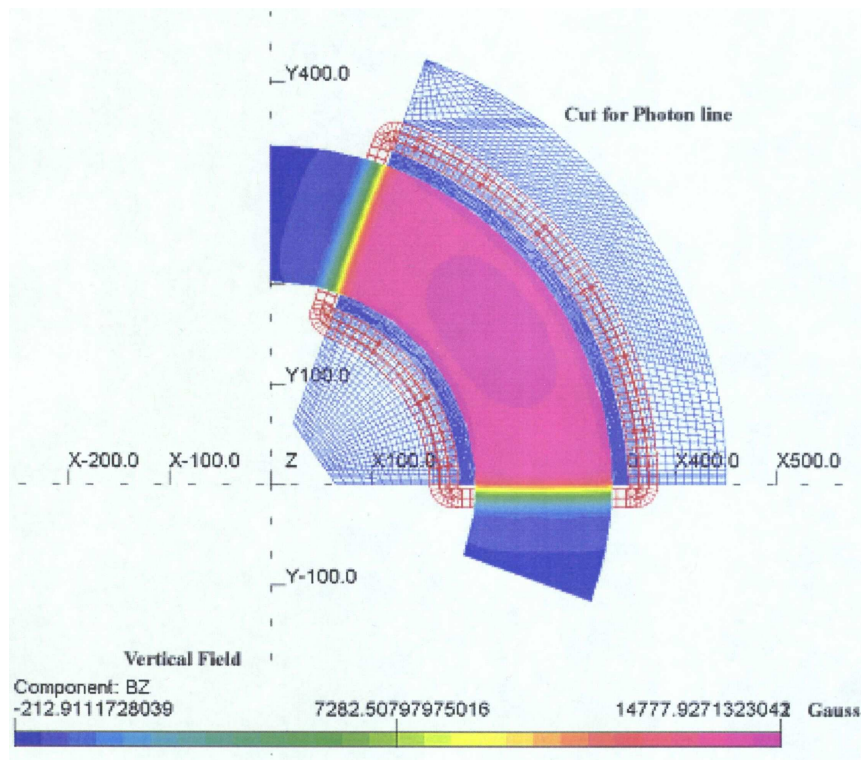 Y400.0
Cut for Photon line
Y100.0
X-200.0 X-100.0 Z X100.0 X400.0 X500.0
Y-100.0
Vertical Field
Component: BZ
-212.9111728039 7282.50797975016 14777.9271323042 Gauss